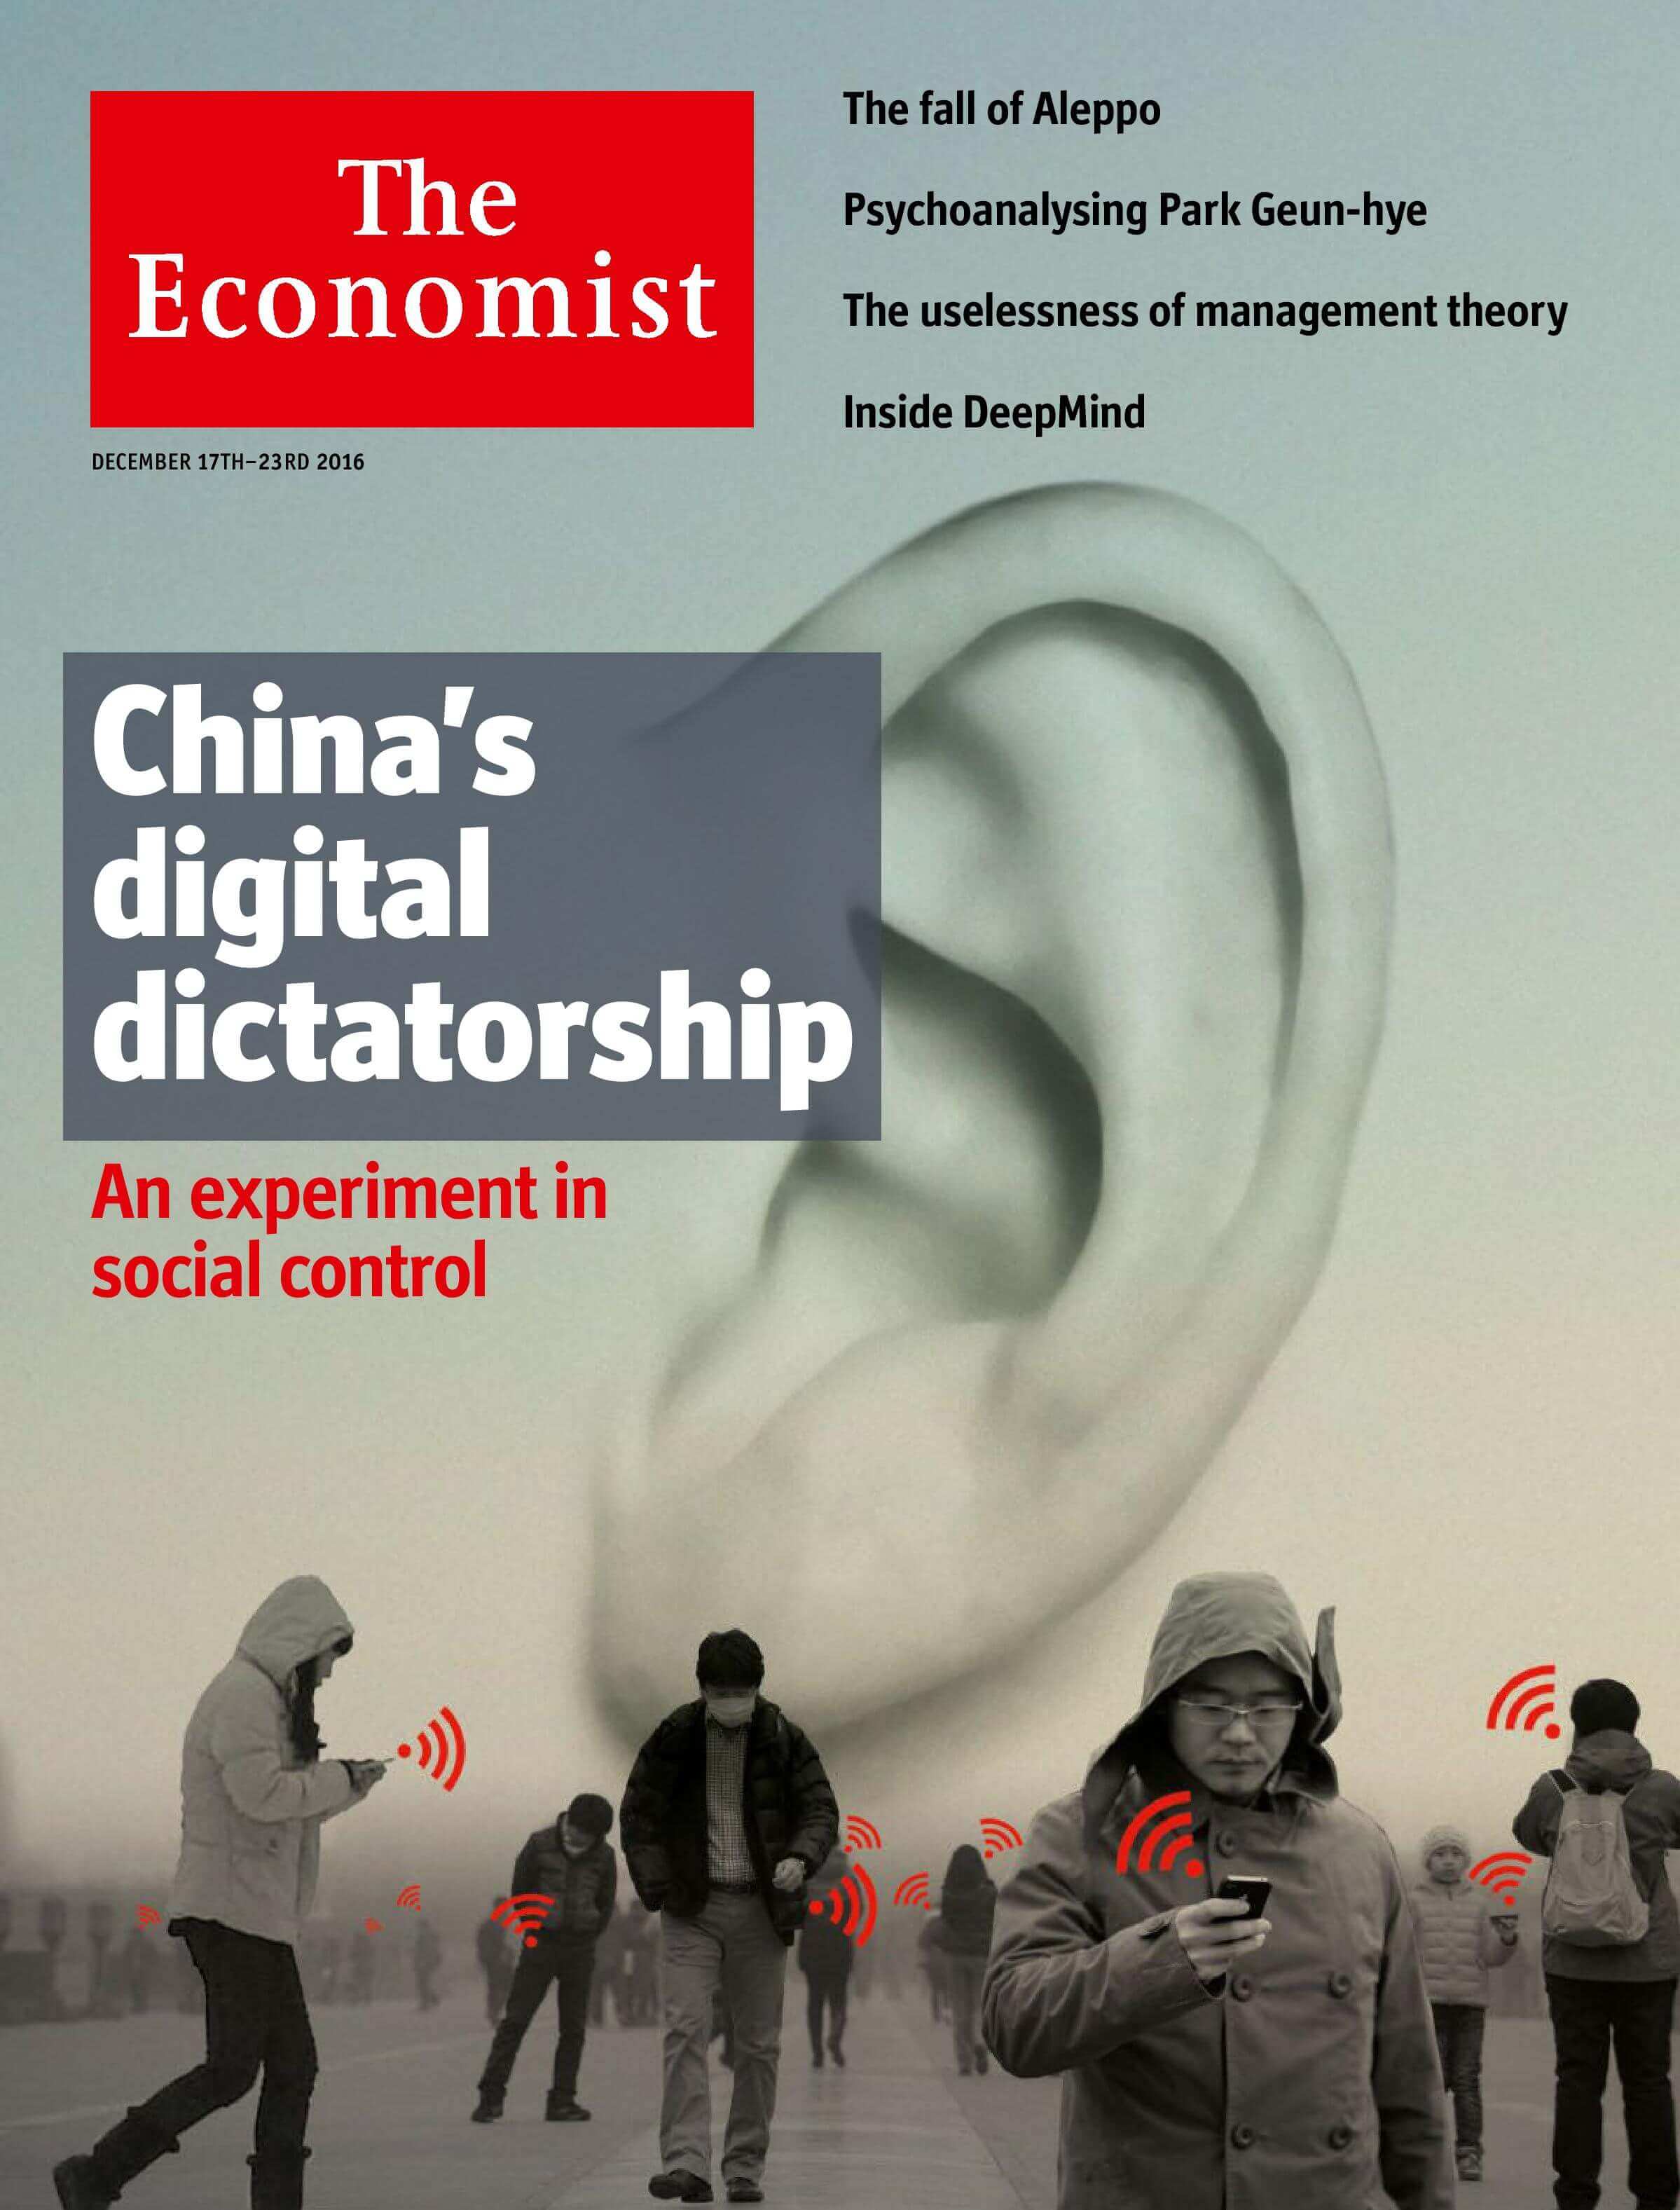 The
Economist
DECEMBER 17TH–23RD 2016
The fall of Aleppo
Psychoanalysing Park Geun-hye
The uselessness of management theory
Inside DeepMind
China's
digital
dictatorship
An experiment in
social control